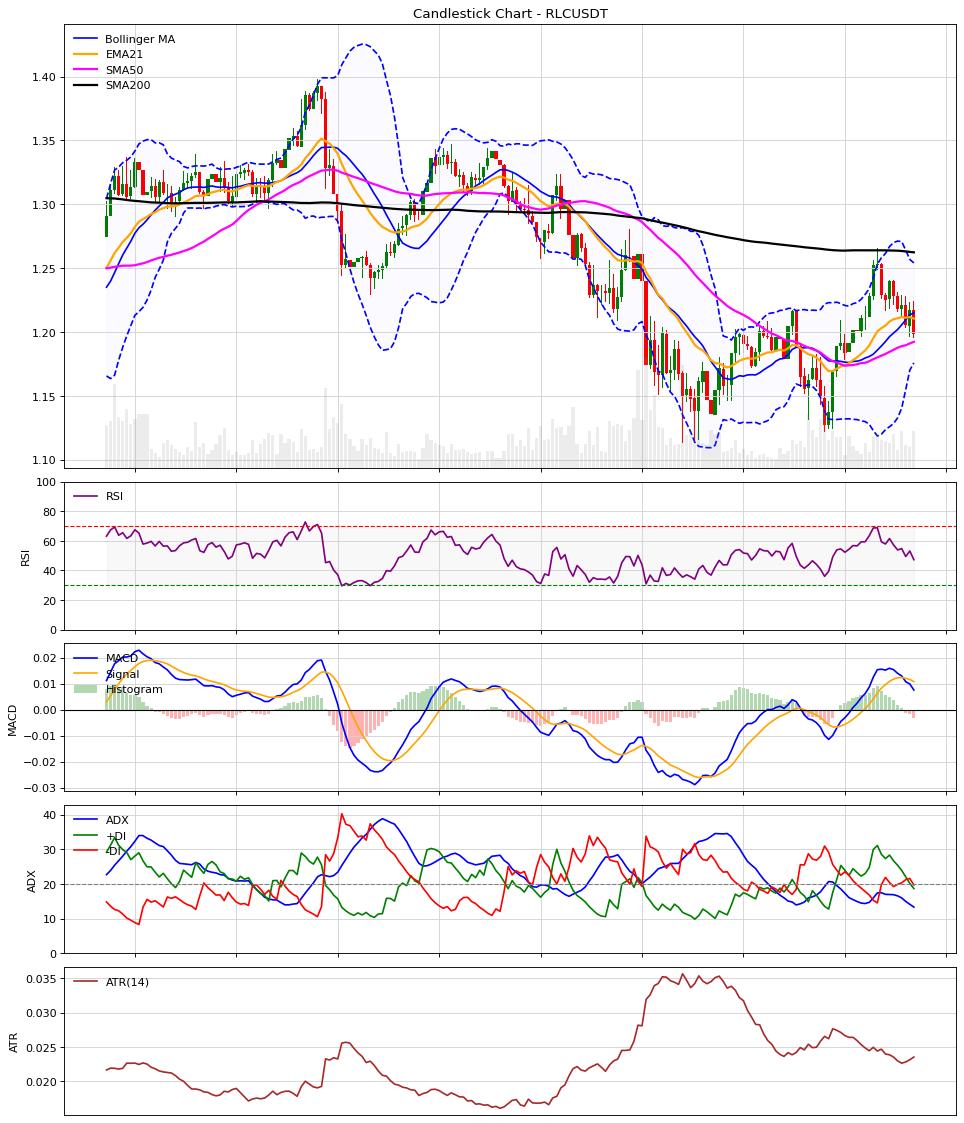 Candlestick Chart - RLCUSDT
Bollinger MA
EMA21
SMA50
SMA200
1.40
1.35
1.30
1.25
1.20
1.15
1.10
RSI
RSI
100
80
60
40
20
0
MACD
Signal
Histogram
MACD
0.02
0.01
0.00
−0.01
−0.02
−0.03
ADX
+DI
-DI
ADX
40
30
20
10
0
ATR(14)
ATR
0.035
0.030
0.025
0.020